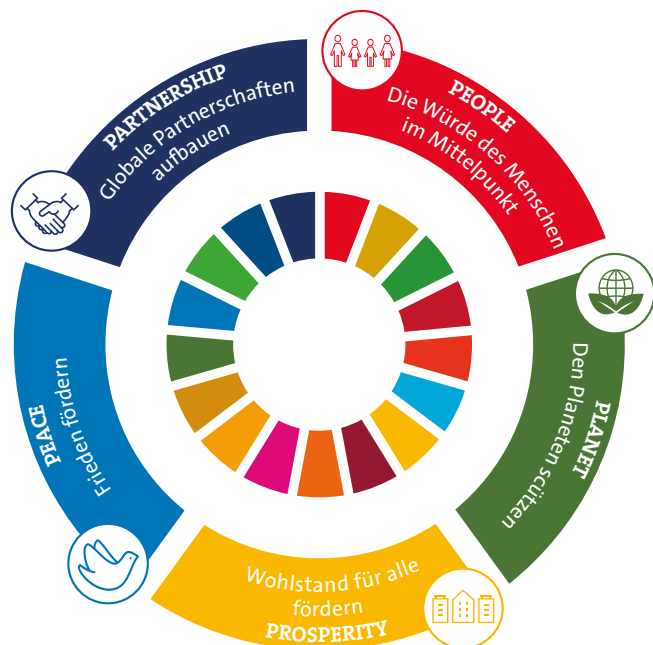 PEOPLE
Die Würde des Menschen
im Mittelpunkt
PLANET
Den Planeten scützen
Wohlstand für alle
fördern
PROSPERITY
PEACE
Frieden fördern
PARTNERSHIP
Globale Partnerschaften
aufbauen